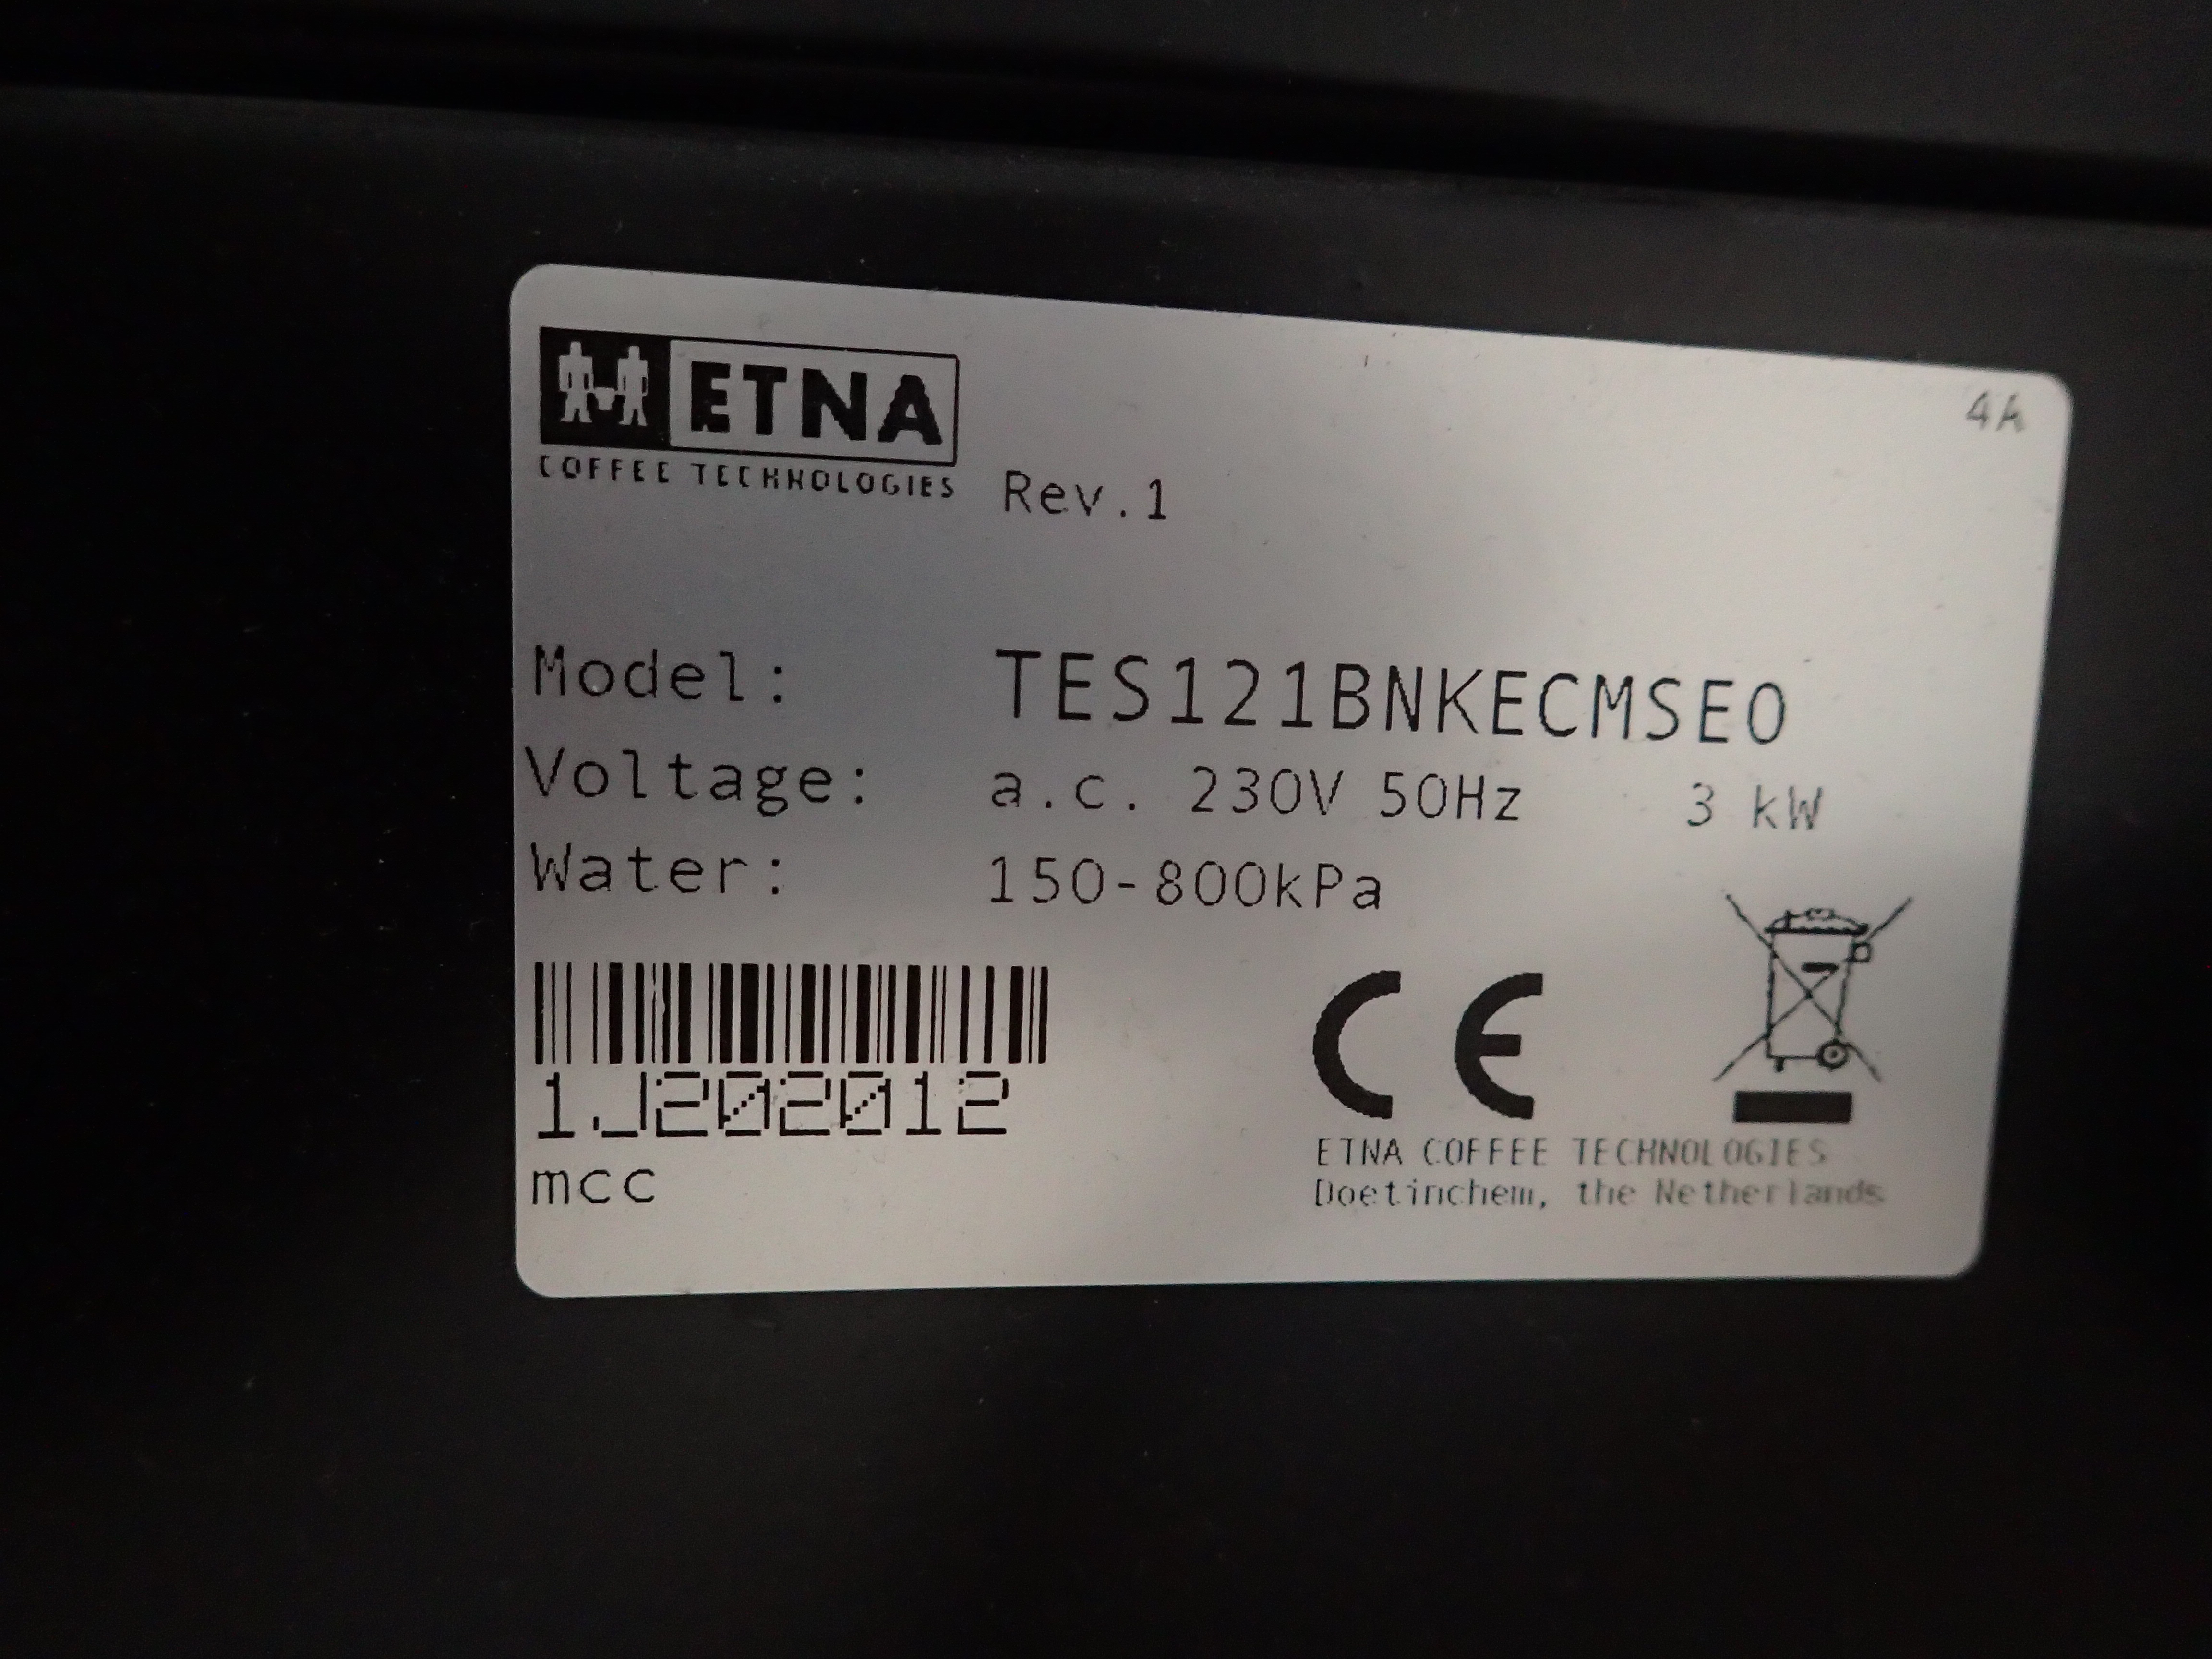 ETNA
COFFEE TECHNOLOGIES
Rev.1
4A
Model: TES121BNKECMSEO
Voltage: a.c. 230V 50Hz 3 kW
Water: 150-800kPa
1J202012
mcc
CE
ETNA COFFEE TECHNOLOGIES
Doetinchem, the Netherlands